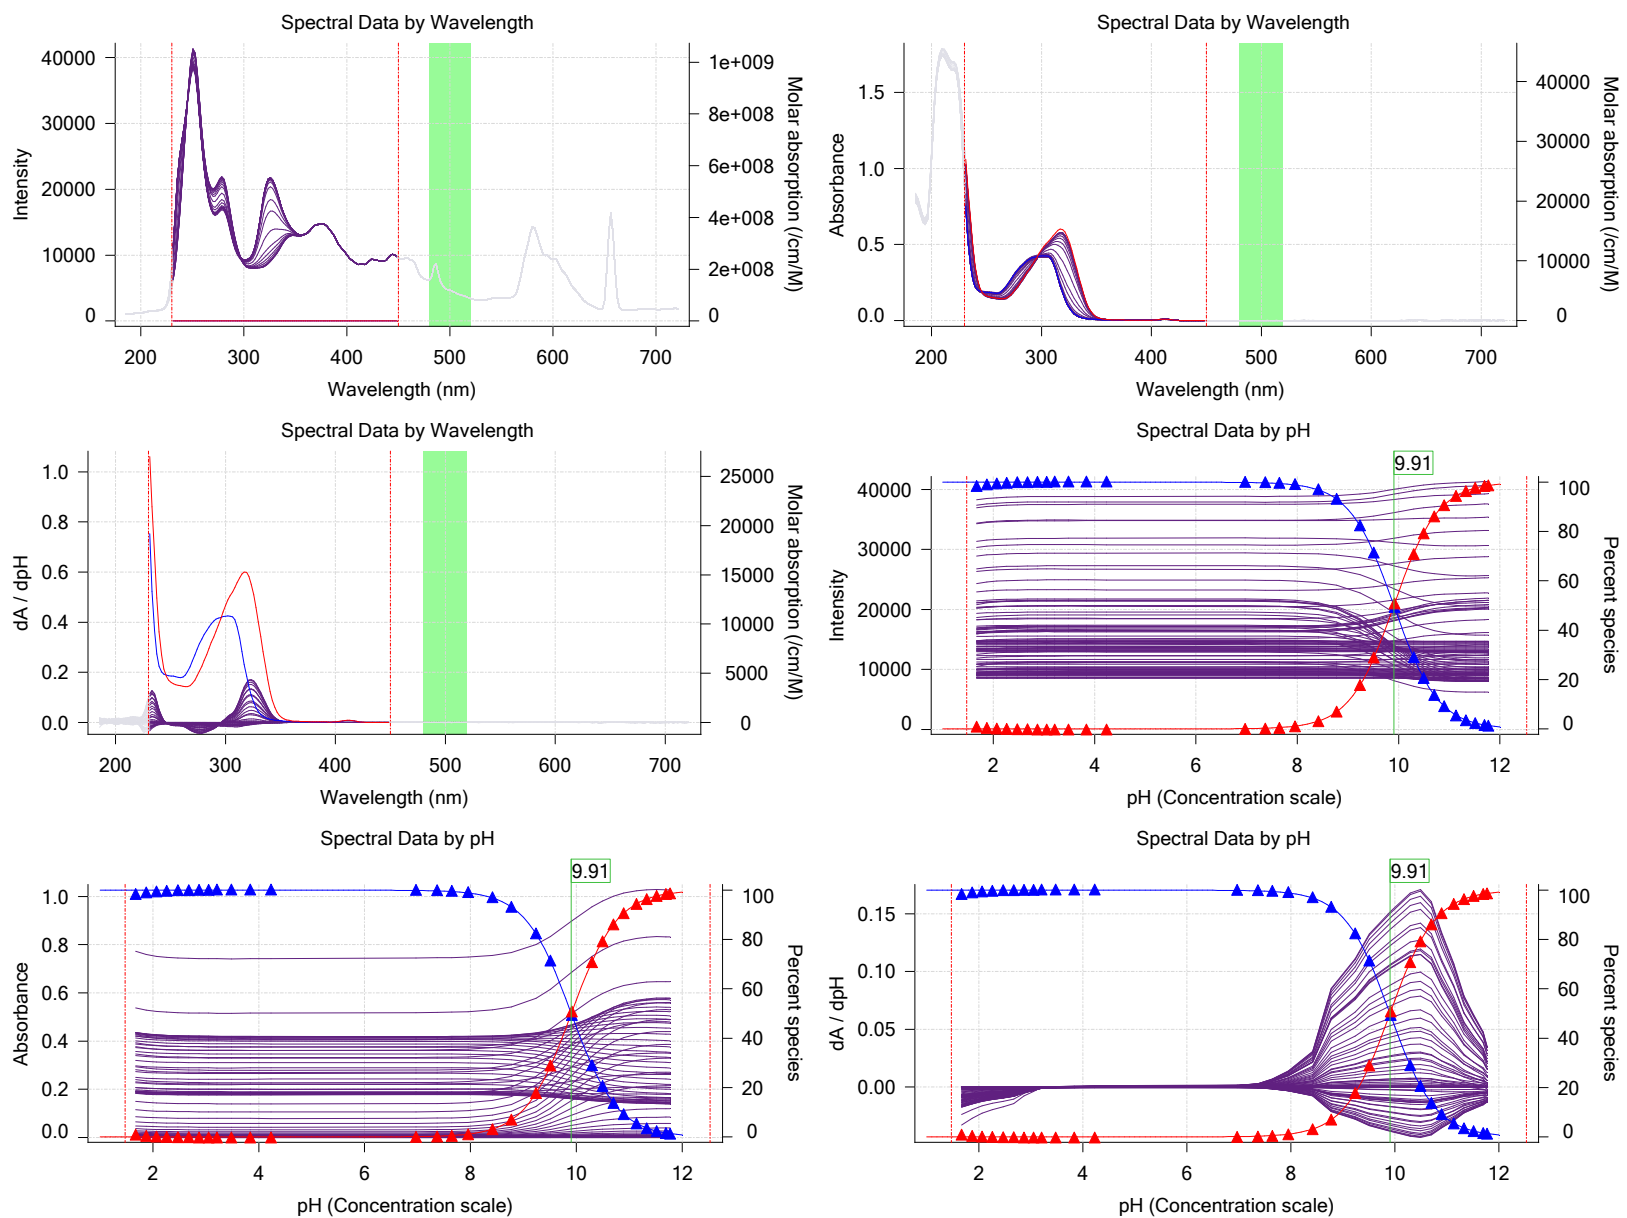 Spectral Data by Wavelength
Intensity
40000
30000
20000
10000
0
1e+009
8e+008
6e+008
4e+008
2e+008
0
Molar absorption (/cm/M)
200 300 400 500 600 700
Wavelength (nm)
Spectral Data by Wavelength
Absorbance
1.5
1.0
0.5
0.0
40000
30000
20000
10000
0
Molar absorption (/cm/M)
200 300 400 500 600 700
Wavelength (nm)
Spectral Data by Wavelength
dA / dpH
1.0
0.8
0.6
0.4
0.2
0.0
25000
20000
15000
10000
5000
0
Molar absorption (/cm/M)
200 300 400 500 600 700
Wavelength (nm)
Spectral Data by pH
9.91
Intensity
40000
30000
20000
10000
0
100
80
60
40
20
0
Percent species
2 4 6 8 10 12
pH (Concentration scale)
Spectral Data by pH
9.91
Absorbance
1.0
0.8
0.6
0.4
0.2
0.0
100
80
60
40
20
0
Percent species
2 4 6 8 10 12
pH (Concentration scale)
Spectral Data by pH
9.91
dA / dpH
0.15
0.10
0.05
0.00
100
80
60
40
20
0
Percent species
2 4 6 8 10 12
pH (Concentration scale)